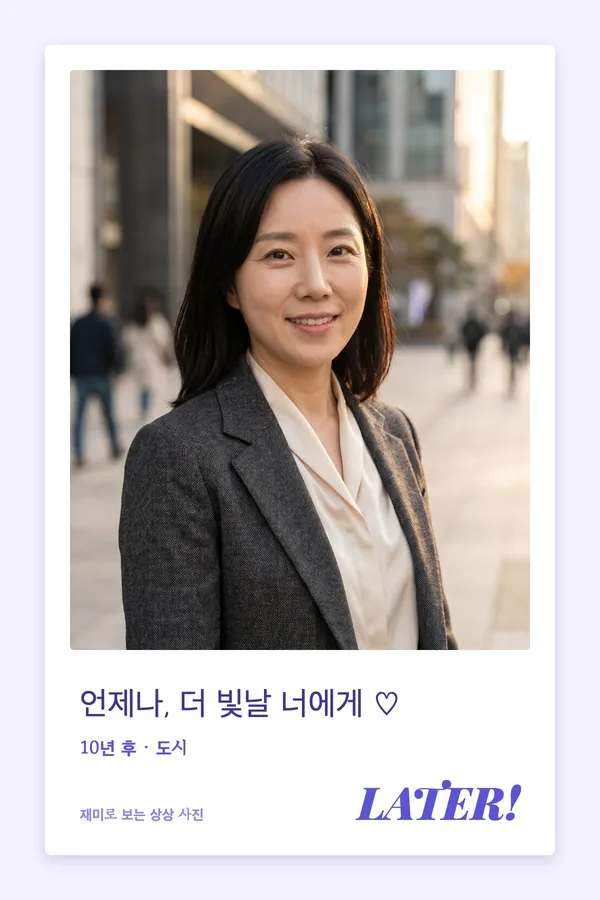 언제나, 더 빛날 너에게 ♡
10년 후 · 도시
재미로 보는 상상 사진
LATER!